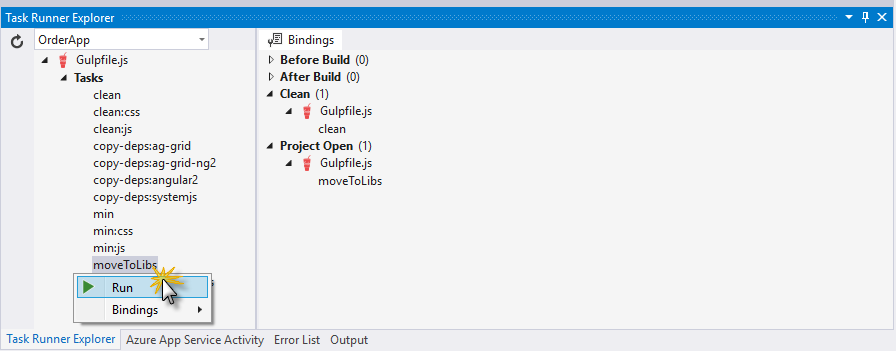 Task Runner Explorer
OrderApp
Gulpfile.js
Tasks
clean
clean:css
clean:js
copy-deps:ag-grid
copy-deps:ag-grid-ng2
copy-deps:angular2
copy-deps:systemjs
min
min:css
min:js
moveToLibs
Run
Bindings
Bindings
Before Build (0)
After Build (0)
Clean (1)
Gulpfile.js
clean
Project Open (1)
Gulpfile.js
moveToLibs
Task Runner Explorer Azure App Service Activity Error List Output